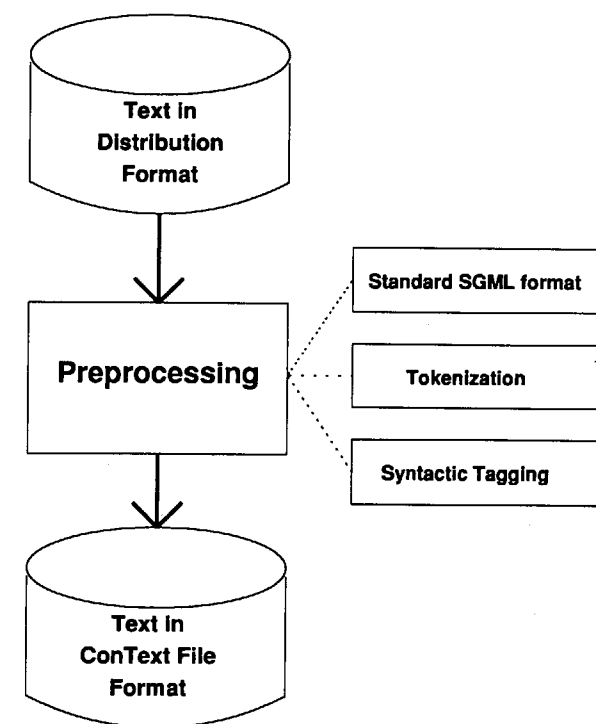 Text in
Distribution
Format
Preprocessing
Standard SGML format
Tokenization
Syntactic Tagging
Text in
ConText File
Format